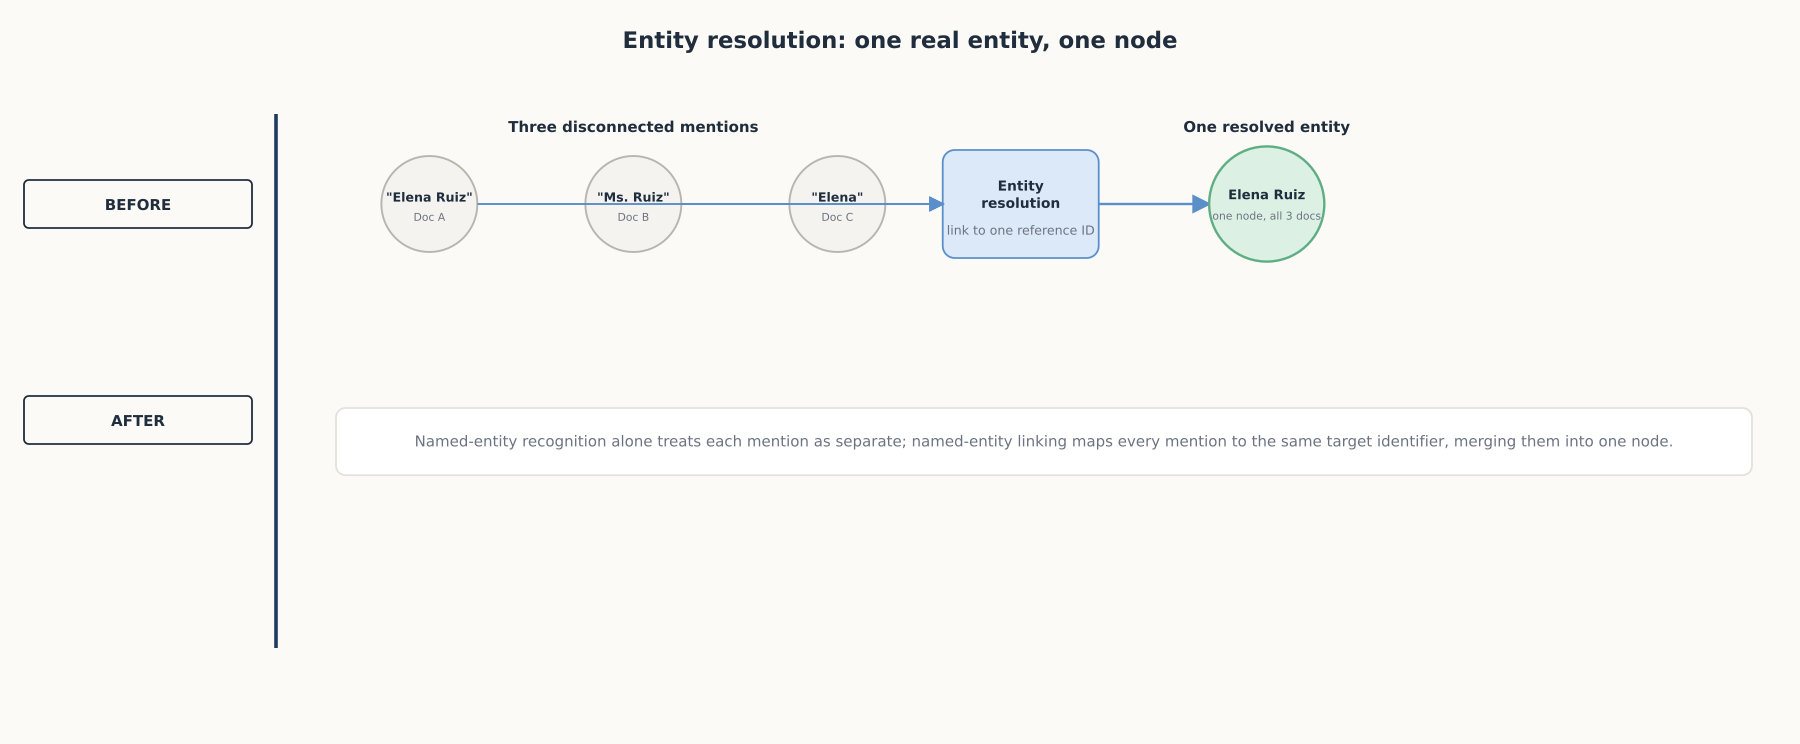 Entity resolution: one real entity, one node
Three disconnected mentions
One resolved entity
BEFORE
"Elena Ruiz"
Doc A
"Ms. Ruiz"
Doc B
"Elena"
Doc C
Entity
resolution
link to one reference ID
Elena Ruiz
one node, all 3 docs
AFTER
Named-entity recognition alone treats each mention as separate; named-entity linking maps every mention to the same target identifier, merging them into one node.